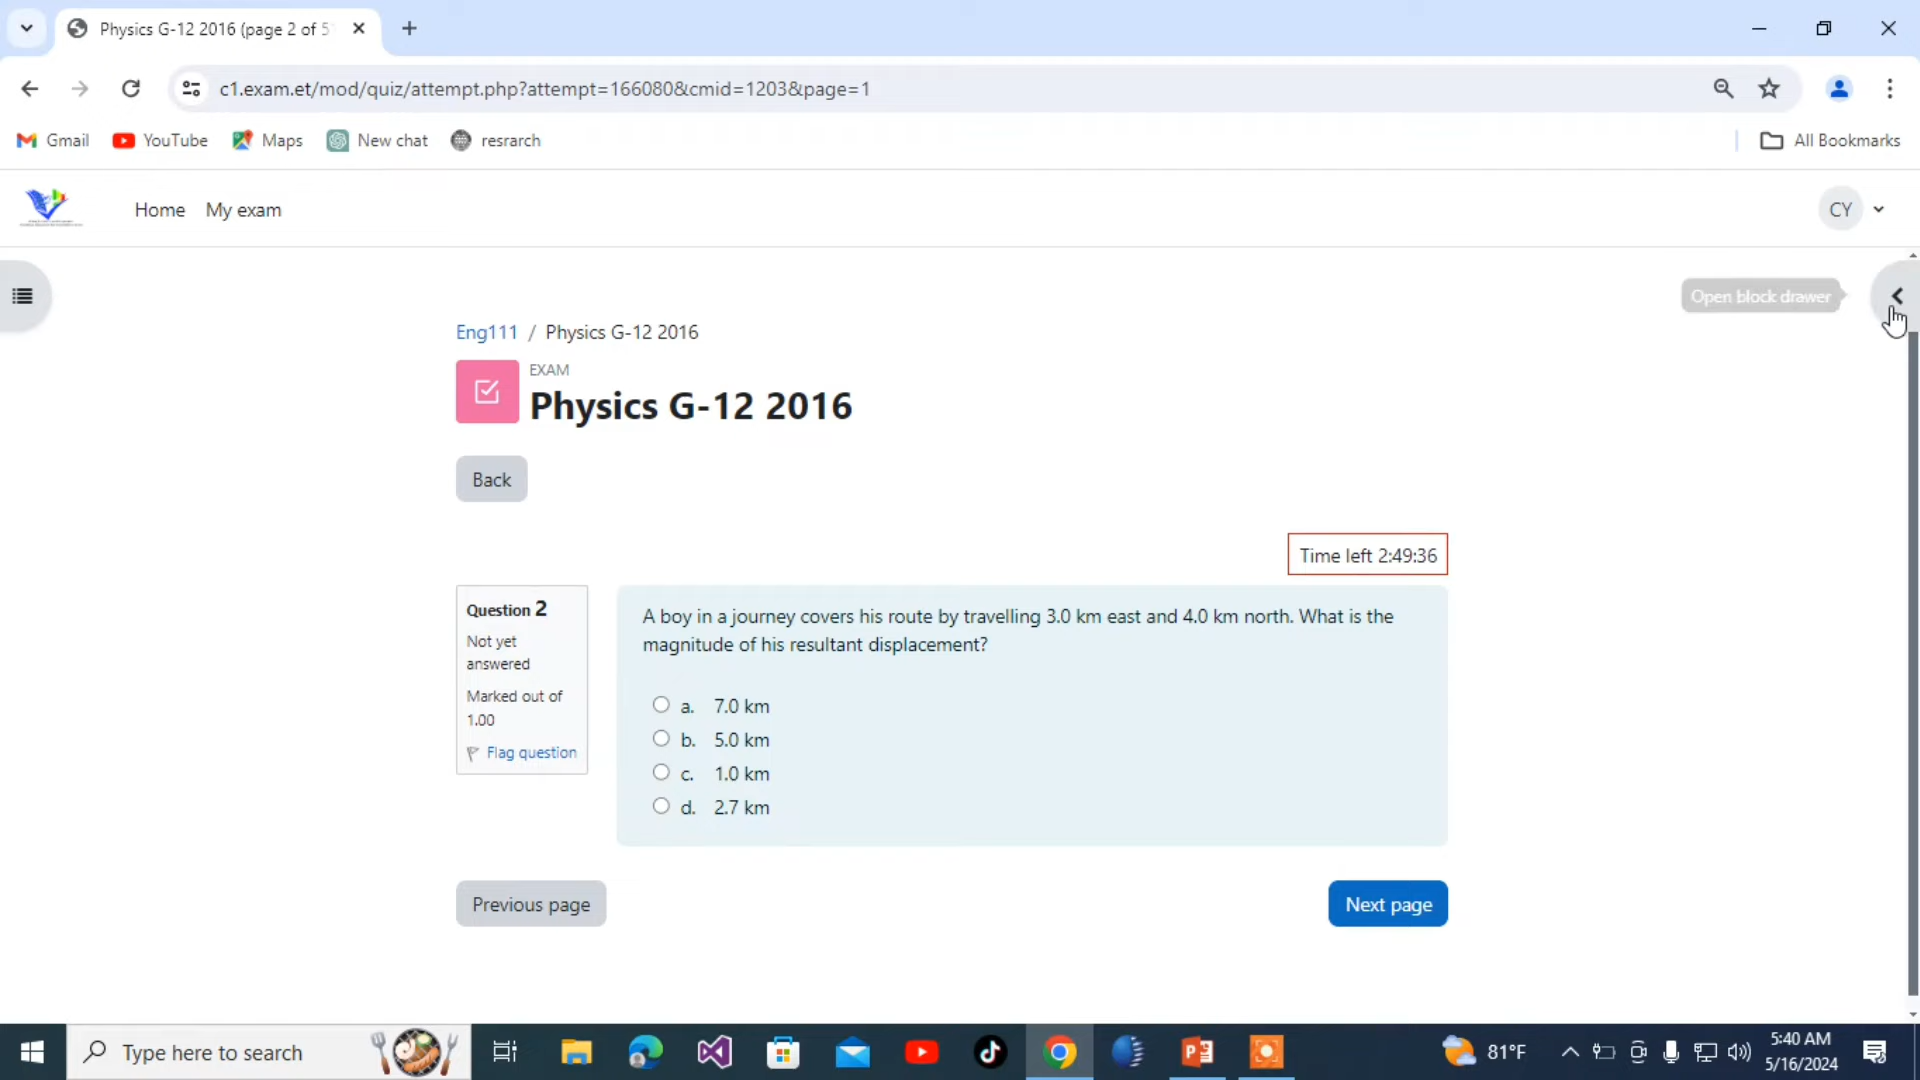 Physics G-12 2016 (page 2 of 5
c1.exam.et/mod/quiz/attempt.php?attempt=166080&cmid=1203&page=1
Gmail YouTube Maps New chat resrarch All Bookmarks
Home My exam CY
Open block drawer
Eng111 / Physics G-12 2016
EXAM
Physics G-12 2016
Back
Time left 2:49:36
Question 2
Not yet
answered
Marked out of
1.00
Flag question
A boy in a journey covers his route by travelling 3.0 km east and 4.0 km north. What is the
magnitude of his resultant displacement?
a. 7.0 km
b. 5.0 km
c. 1.0 km
d. 2.7 km
Previous page Next page
Type here to search
81°F
5:40 AM
5/16/2024